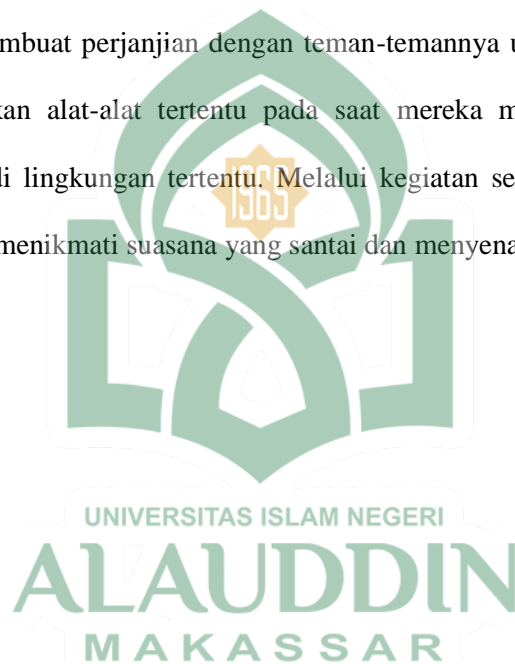 mbuat perjanjian dengan teman-temannya u
kan alat-alat tertentu pada saat mereka m
di lingkungan tertentu. Melalui kegiatan se
menikmati suasana yang santai dan menyena
1965
UNIVERSITAS ISLAM NEGERI
ALAUDDIN
MAKASSAR